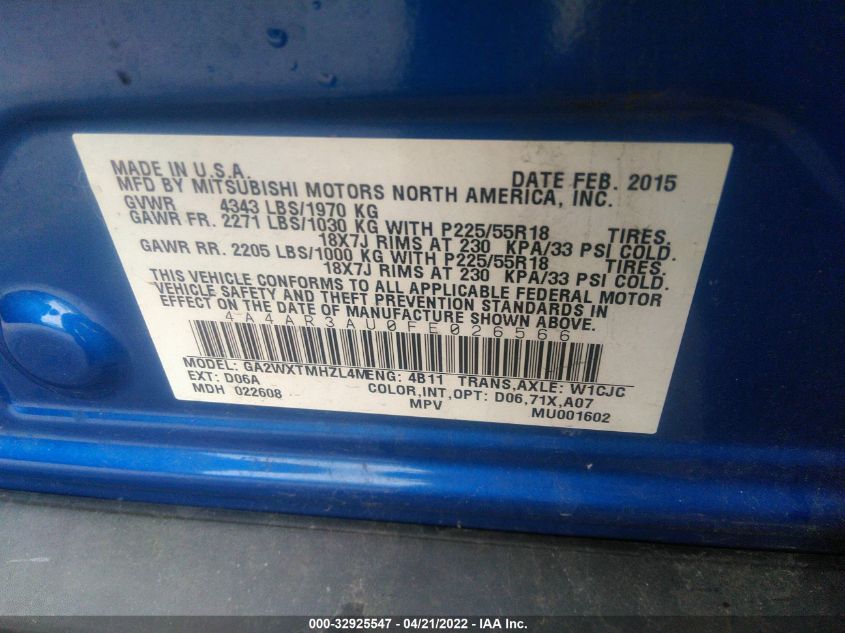 MADE IN U.S.A. DATE FEB. 2015
MFD BY MITSUBISHI MOTORS NORTH AMERICA, INC.
GVWR 4343 LBS/1970 KG
GAWR FR. 2271 LBS/1030 KG WITH P225/55R18 TIRES,
18X7J RIMS AT 230 KPA/33 PSI COLD.
GAWR RR. 2205 LBS/1000 KG WITH P225/55R18 TIRES,
18X7J RIMS AT 230 KPA/33 PSI COLD.
THIS VEHICLE CONFORMS TO ALL APPLICABLE FEDERAL MOTOR
VEHICLE SAFETY AND THEFT PREVENTION STANDARDS IN
EFFECT ON THE DATE OF MANUFACTURE SHOWN ABOVE.
4A4AR3AU0FE026566
MODEL: GA2WXTMHZL4M ENG: 4B11 TRANS,AXLE: W1CJC
EXT: D06A COLOR,INT,OPT: D06,71X,A07
MDH 022608 MPV MU001602
000-32925547 - 04/21/2022 - IAA Inc.